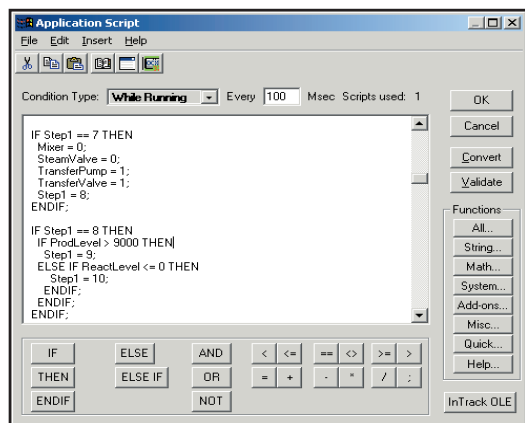 Application Script
File Edit Insert Help
Condition Type: While Running Every 100 Msec Scripts used: 1
OK
Cancel
Convert
Validate
IF Step1 == 7 THEN
Mixer = 0;
SteamValve = 0;
TransferPump = 1;
TransferValve = 1;
Step1 = 8;
ENDIF;
IF Step1 == 8 THEN
IF ProdLevel > 9000 THEN
Step1 = 9;
ELSE IF ReactLevel <= 0 THEN
Step1 = 10;
ENDIF;
ENDIF;
ENDIF;
Functions
All...
String...
Math...
System...
Add-ons...
Misc...
Quick...
Help...
IF ELSE AND < <= == <> >= >
THEN ELSE IF OR = + - * / ;
ENDIF NOT
InTrack OLE